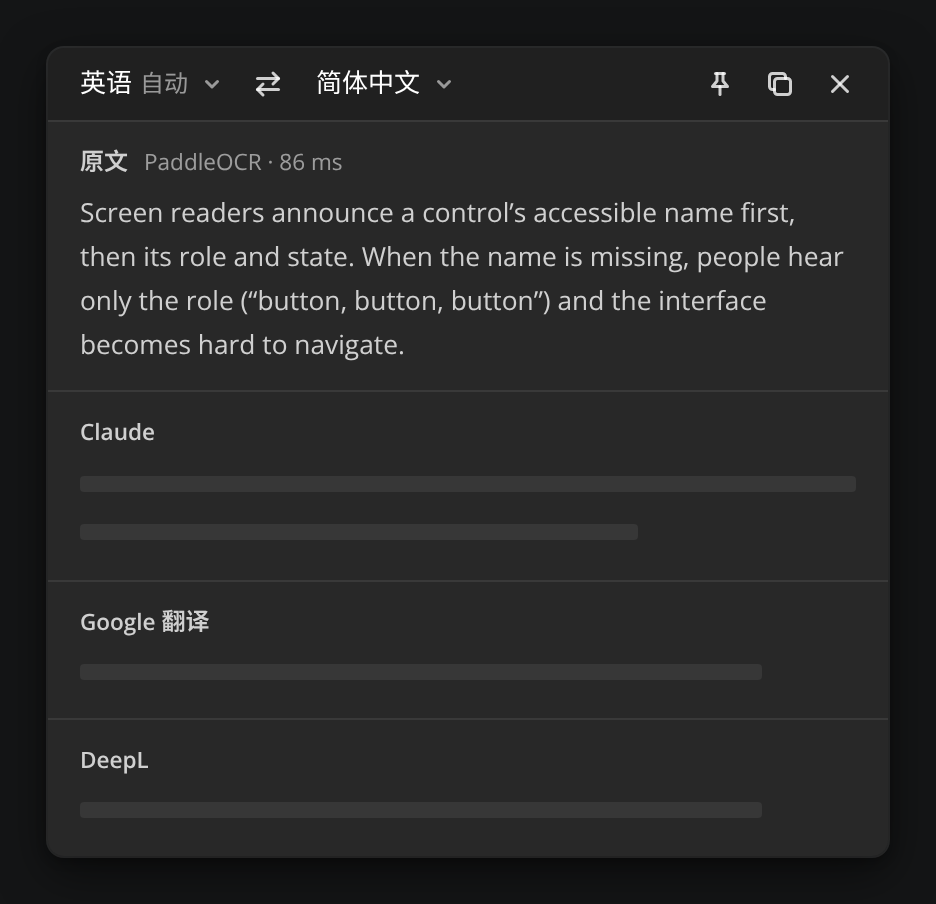 英语 自动 简体中文
原文 PaddleOCR · 86 ms
Screen readers announce a control’s accessible name first,
then its role and state. When the name is missing, people hear
only the role (“button, button, button”) and the interface
becomes hard to navigate.
Claude
Google 翻译
DeepL